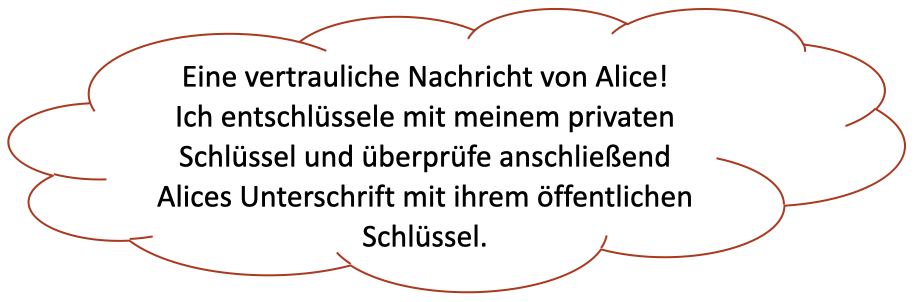 Eine vertrauliche Nachricht von Alice!
Ich entschlüssele mit meinem privaten
Schlüssel und überprüfe anschließend
Alices Unterschrift mit ihrem öffentlichen
Schlüssel.